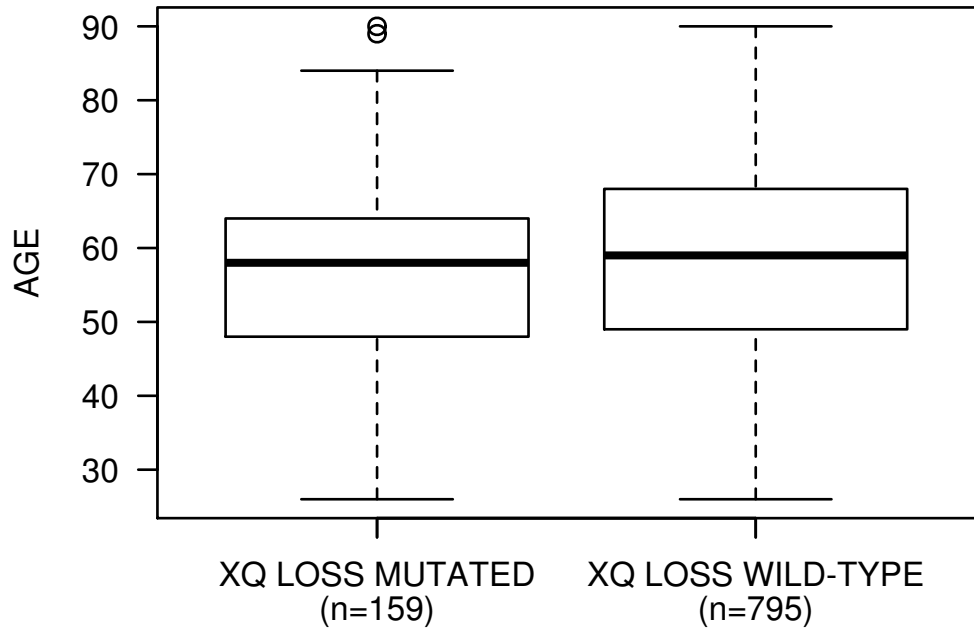 90
80
70
60
50
40
30
AGE
XQ LOSS MUTATED
(n=159)
XQ LOSS WILD-TYPE
(n=795)